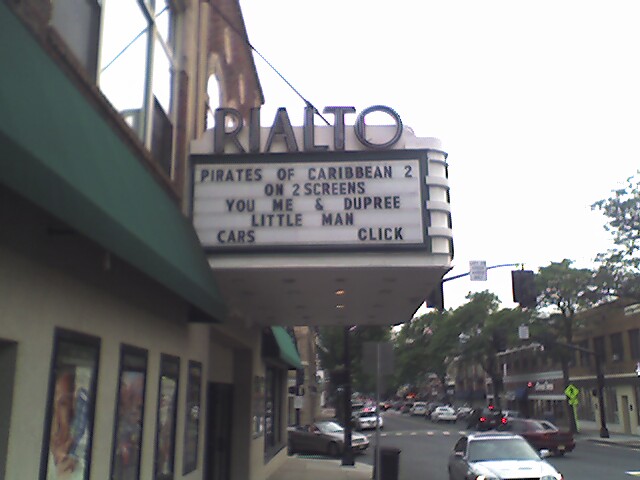 RIALTO
PIRATES OF CARIBBEAN 2
ON 2 SCREENS
YOU ME & DUPREE
LITTLE MAN
CARS CLICK